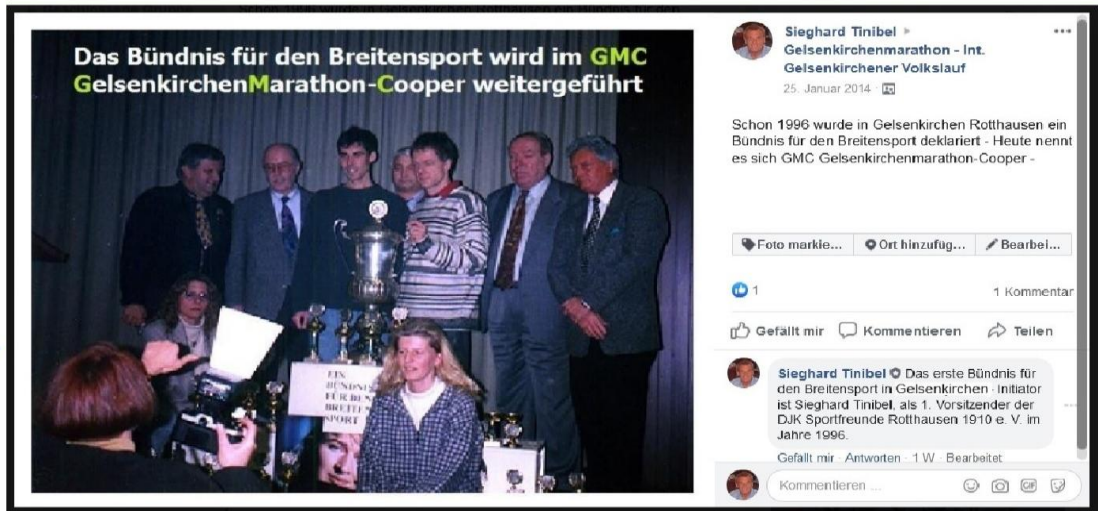 Das Bündnis für den Breitensport wird im GMC
GelsenkirchenMarathon-Cooper weitergeführt
EIN
BÜNDNIS
FÜR DEN
BREITEN
SPORT
Sieghard Tinibel
Gelsenkirchenmarathon - Int.
Gelsenkirchener Volkslauf
25. Januar 2014
Schon 1996 wurde in Gelsenkirchen Rotthausen ein
Bündnis für den Breitensport deklariert - Heute nennt
es sich GMC Gelsenkirchenmarathon-Cooper -
Foto markie... Ort hinzufüg... Bearbei...
1 1 Kommentar
Gefällt mir Kommentieren Teilen
Sieghard Tinibel Das erste Bündnis für
den Breitensport in Gelsenkirchen - Initiator
ist Sieghard Tinibel, als 1. Vorsitzender der
DJK Sportfreunde Rotthausen 1910 e. V. im
Jahre 1996.
Gefällt mir · Antworten · 1 W · Bearbeitet
Kommentieren ... GIF